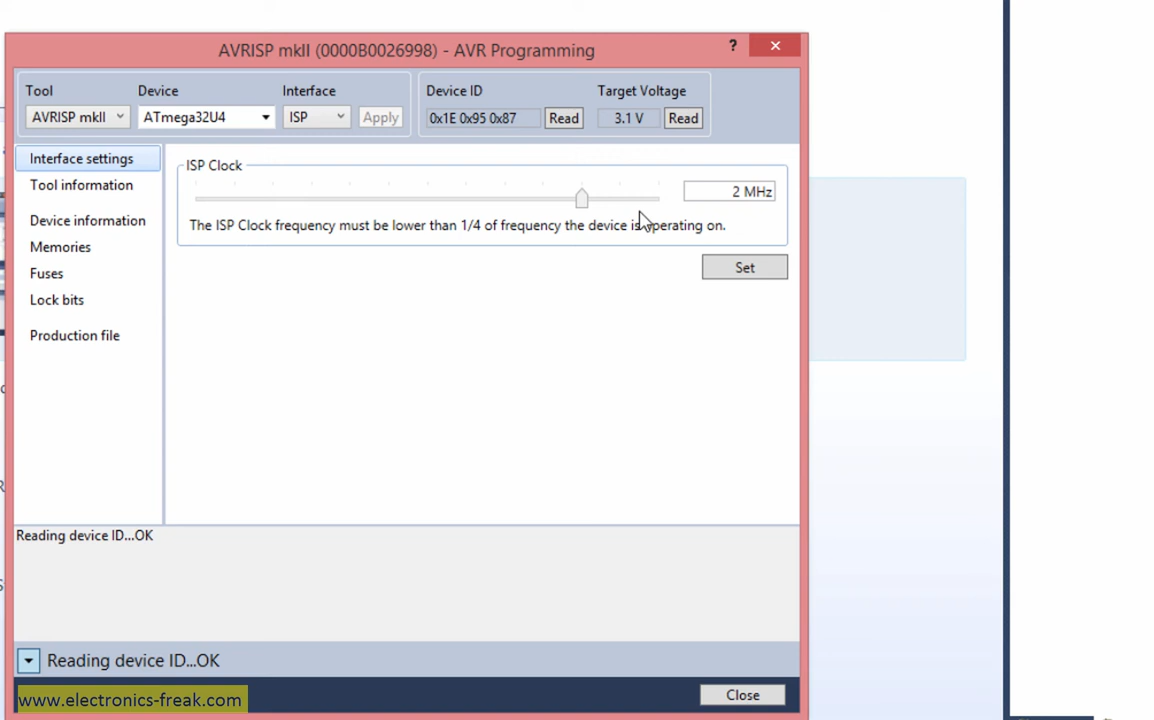 AVRISP mkII (0000B0026998) - AVR Programming
? ×
Tool Device Interface Device ID Target Voltage
AVRISP mkII ATmega32U4 ISP Apply 0x1E 0x95 0x87 Read 3.1 V Read
Interface settings
Tool information
Device information
Memories
Fuses
Lock bits
Production file
ISP Clock
2 MHz
The ISP Clock frequency must be lower than 1/4 of frequency the device is operating on.
Set
Reading device ID...OK
Reading device ID...OK
www.electronics-freak.com
Close